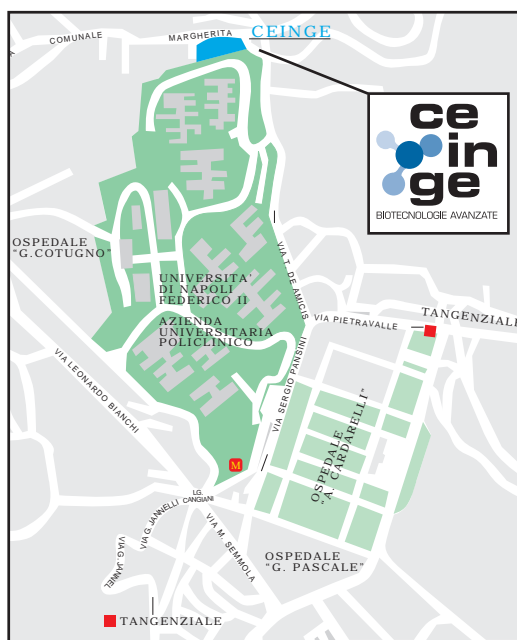 COMUNALE MARGHERITA
CEINGE
ce
in
ge
BIOTECNOLOGIE AVANZATE
OSPEDALE
"G.COTUGNO"
UNIVERSITA'
DI NAPOLI
FEDERICO II
AZIENDA
UNIVERSITARIA
POLICLINICO
VIA T. DE AMICIS
VIA PIETRAVALLE
TANGENZIALE
VIA LEONARDO BIANCHI
VIA SERGIO PANSINI
OSPEDALE
"A. CARDARELLI"
M
LG.
CANGIANI
VIA G.JANNELLI
VIA G. JANNEL
VIA M. SEMMOLA
OSPEDALE
"G. PASCALE"
TANGENZIALE